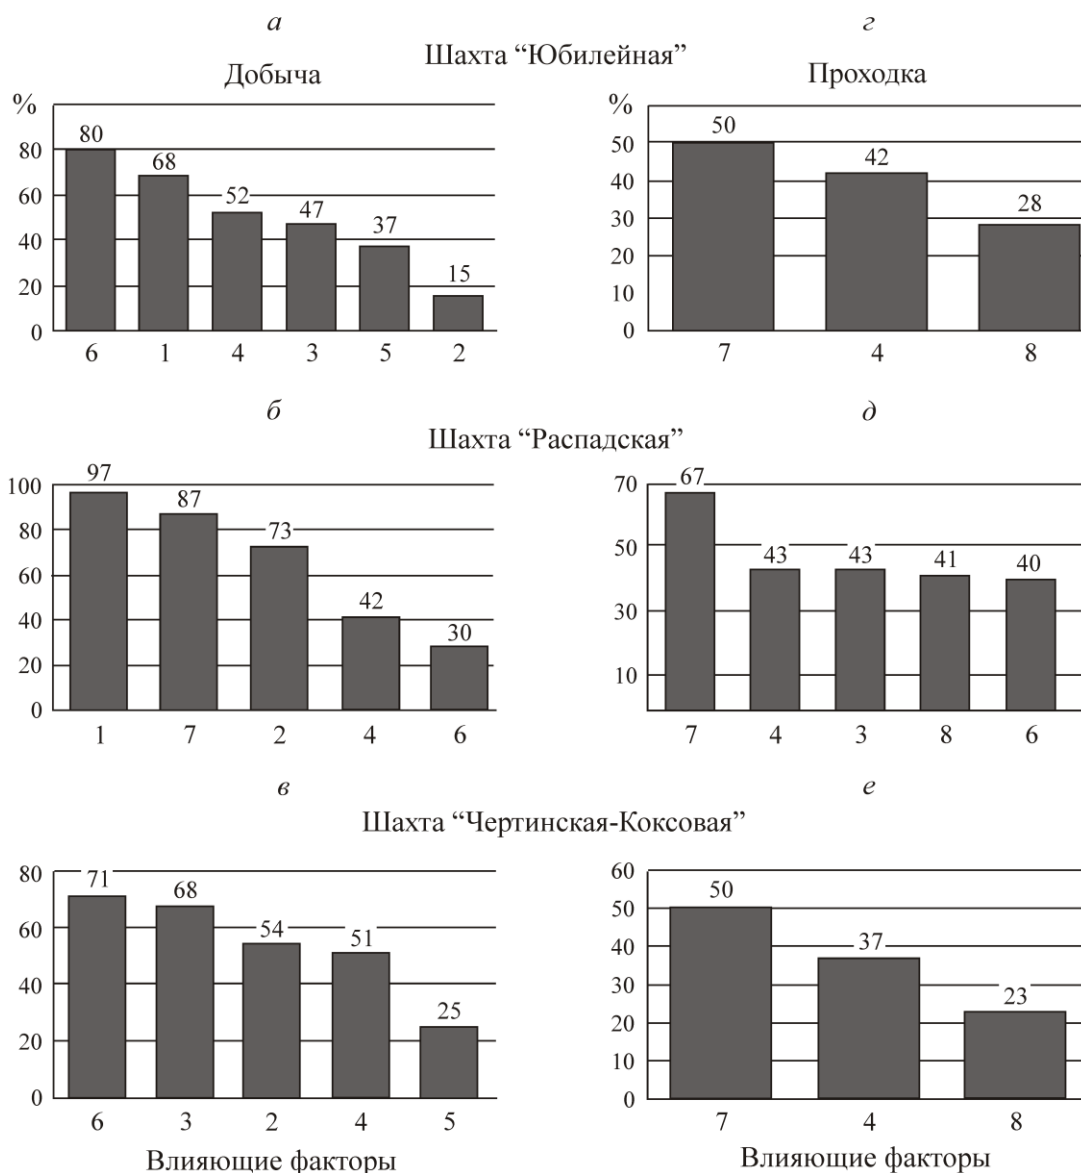 а г
Шахта “Юбилейная”
Добыча Проходка
% %
80 68 52 47 37 15
80
60
40
20
0
6 1 4 3 5 2
50 42 28
50
40
30
20
10
0
7 4 8
б д
Шахта “Распадская”
97 87 73 42 30
100
80
60
40
20
0
1 7 2 4 6
67 43 43 41 40
70
50
30
10
7 4 3 8 6
в е
Шахта “Чертинская-Коксовая”
71 68 54 51 25
80
60
40
20
0
6 3 2 4 5
Влияющие факторы
50 37 23
60
50
40
30
20
10
0
7 4 8
Влияющие факторы